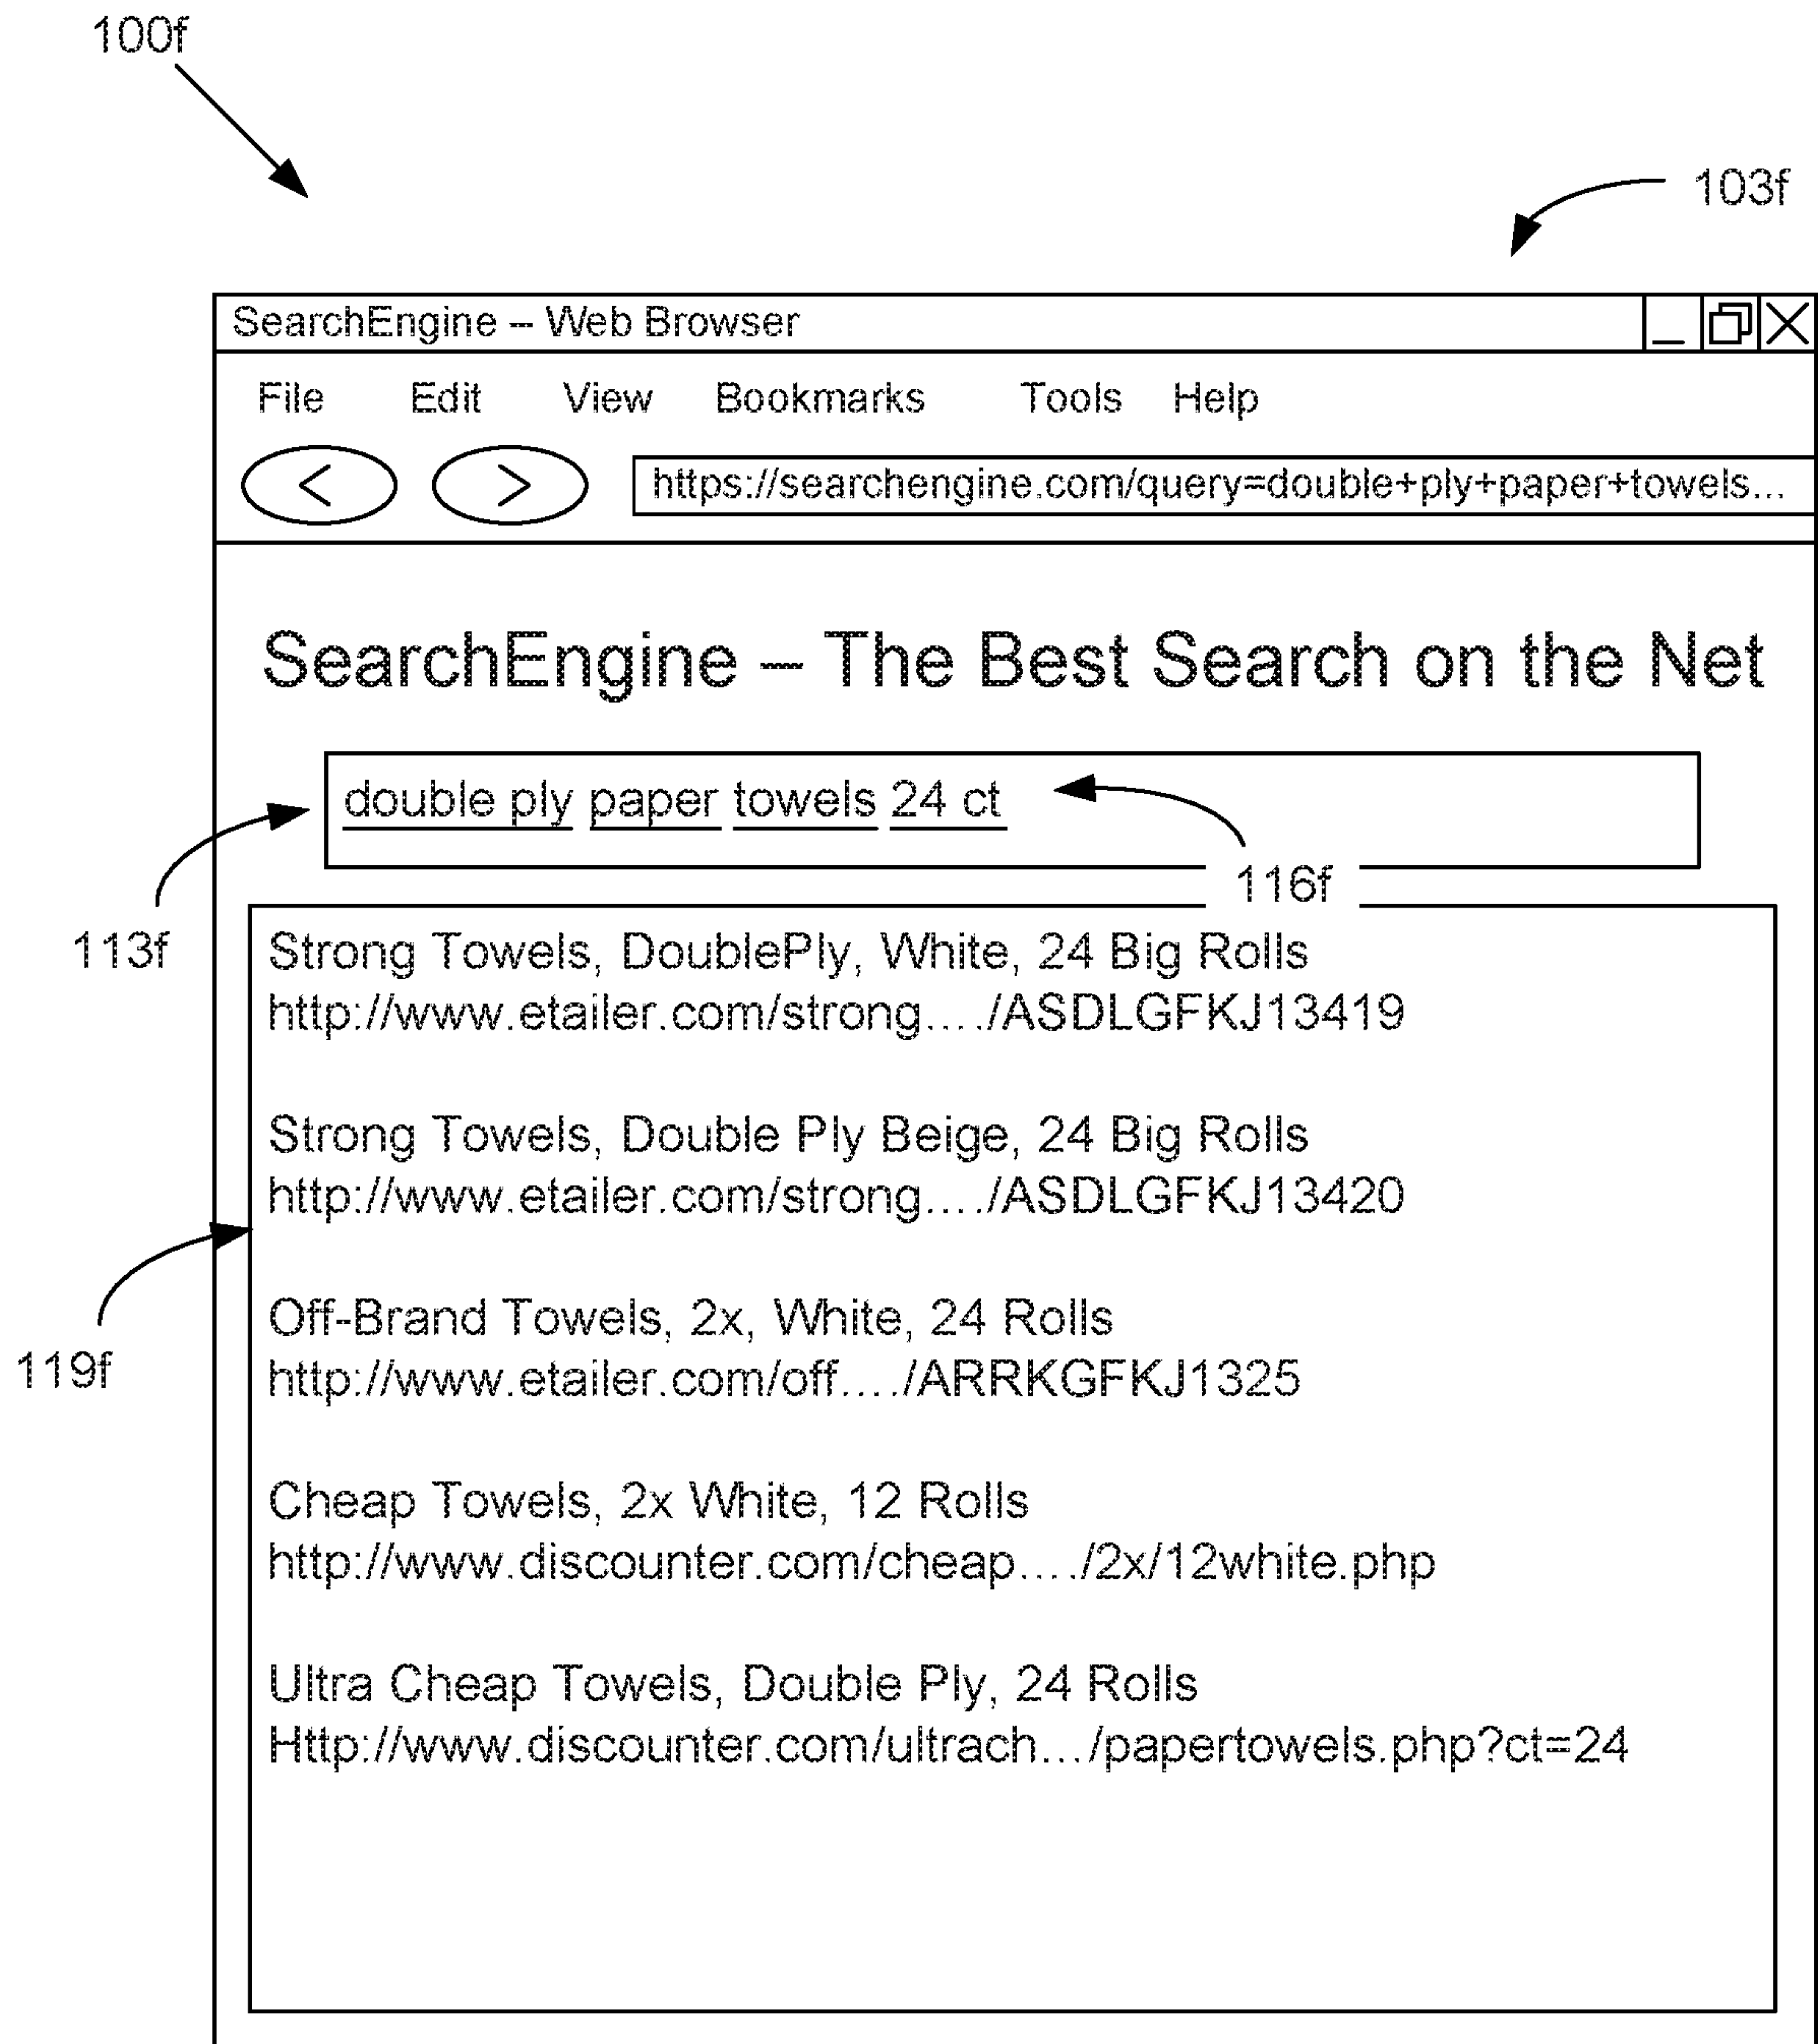 100f
103f
SearchEngine – Web Browser
File Edit View Bookmarks Tools Help
< > https://searchengine.com/query=double+ply+paper+towels...
SearchEngine – The Best Search on the Net
double ply paper towels 24 ct
116f
113f
Strong Towels, DoublePly, White, 24 Big Rolls
http://www.etailer.com/strong..../ASDLGFKJ13419
Strong Towels, Double Ply Beige, 24 Big Rolls
http://www.etailer.com/strong..../ASDLGFKJ13420
119f
Off-Brand Towels, 2x, White, 24 Rolls
http://www.etailer.com/off..../ARRKGFKJ1325
Cheap Towels, 2x White, 12 Rolls
http://www.discounter.com/cheap..../2x/12white.php
Ultra Cheap Towels, Double Ply, 24 Rolls
Http://www.discounter.com/ultrach.../papertowels.php?ct=24